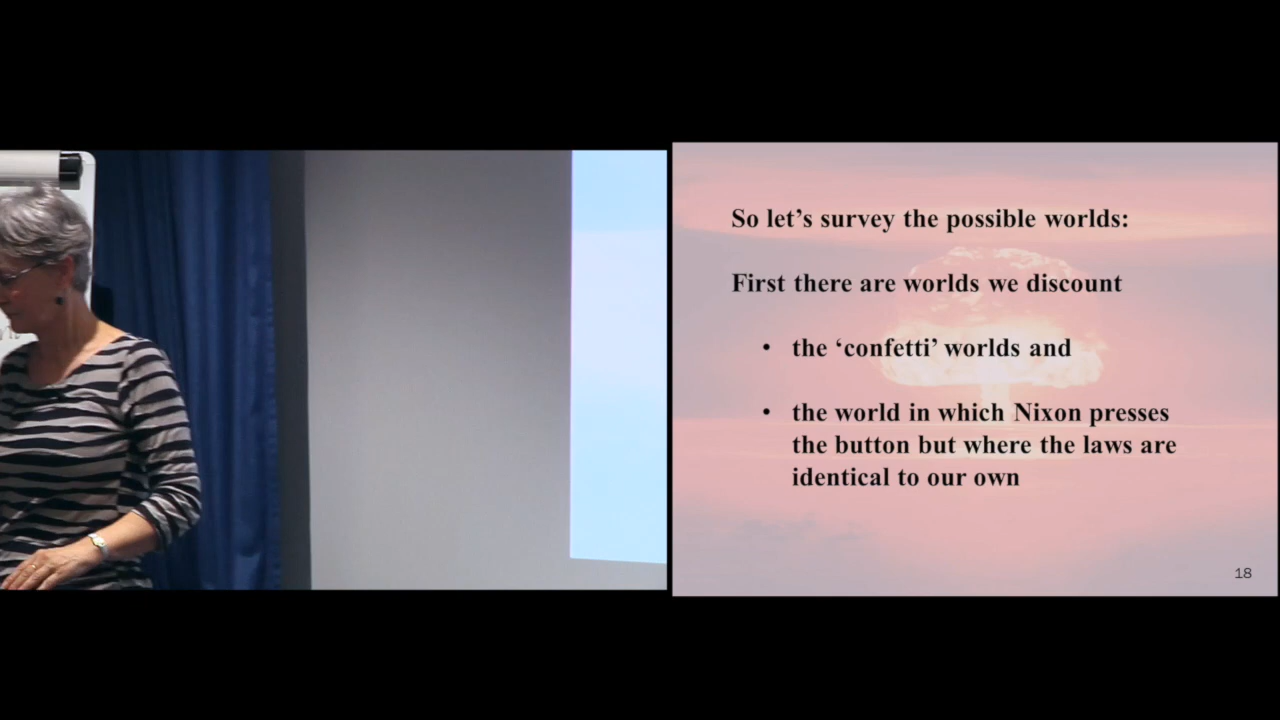 So let’s survey the possible worlds:
First there are worlds we discount
• the ‘confetti’ worlds and
• the world in which Nixon presses
the button but where the laws are
identical to our own
18